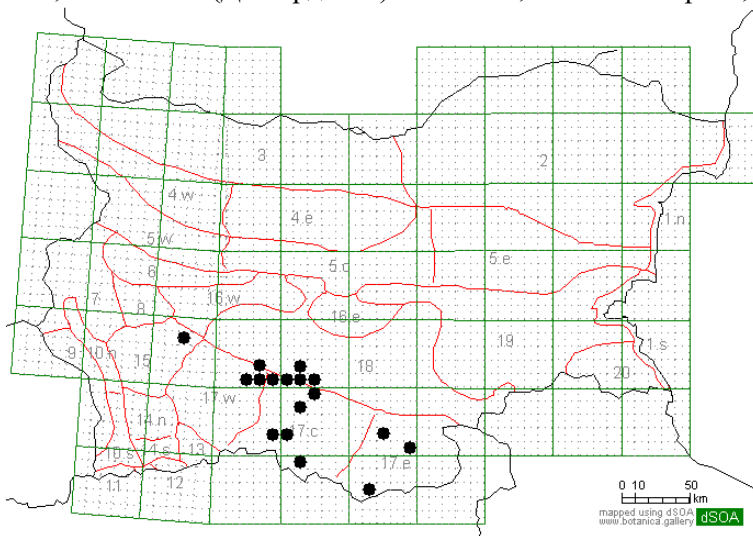 3
2
4.w
4.e
1.n
5.w
5.c
5.e
6
7
16.w
8
16.e
19
1.s
9
10.n
15
18
20
17.w
14.n
17.c
13
10.s
17.e
11
12
0 10 50
km
mapped using dSOA
www.botanica.gallery
dSOA